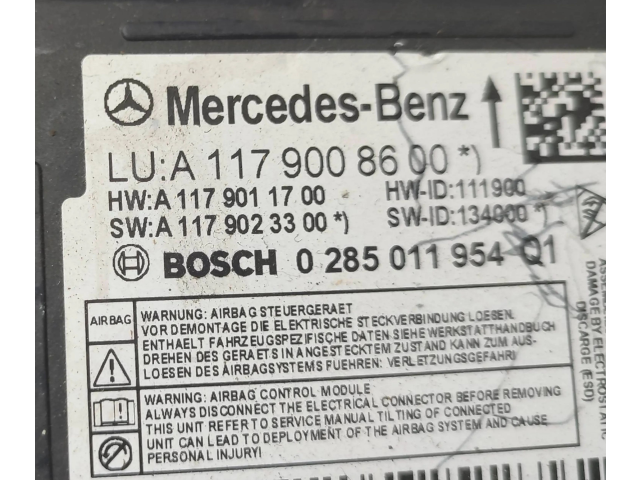 Mercedes-Benz
LU:A 117 900 86 00 *)
HW:A 117 901 17 00 HW-ID:111900
SW:A 117 902 33 00 *) SW-ID:134000 *)
BOSCH 0 285 011 954 Q1
AIRBAG
WARNUNG: AIRBAG STEUERGERAET
VOR DEMONTAGE DIE ELEKTRISCHE STECKVERBINDUNG LOESEN.
ENTHAELT FAHRZEUGSPEZIFISCHE DATEN SIEHE WERKSTATTHANDBUCH
DREHEN DES GERAETS IN ANGESTECKTEM ZUSTAND KANN ZUM AUS-
LOESEN DES AIRBAGSYSTEMS FUEHREN: VERLETZUNGSGEFAHR!
WARNING: AIRBAG CONTROL MODULE
ALWAYS DISCONNECT THE ELECTRICAL CONNECTOR BEFORE REMOVING
THIS UNIT REFER TO SERVICE MANUAL TILTING OF CONNECTED
UNIT CAN LEAD TO DEPLOYMENT OF THE AIRBAG SYSTEM AND CAUSE
PERSONAL INJURY!
DAMAGE BY ELECTROSTATIC
DISCARGE (ESD)